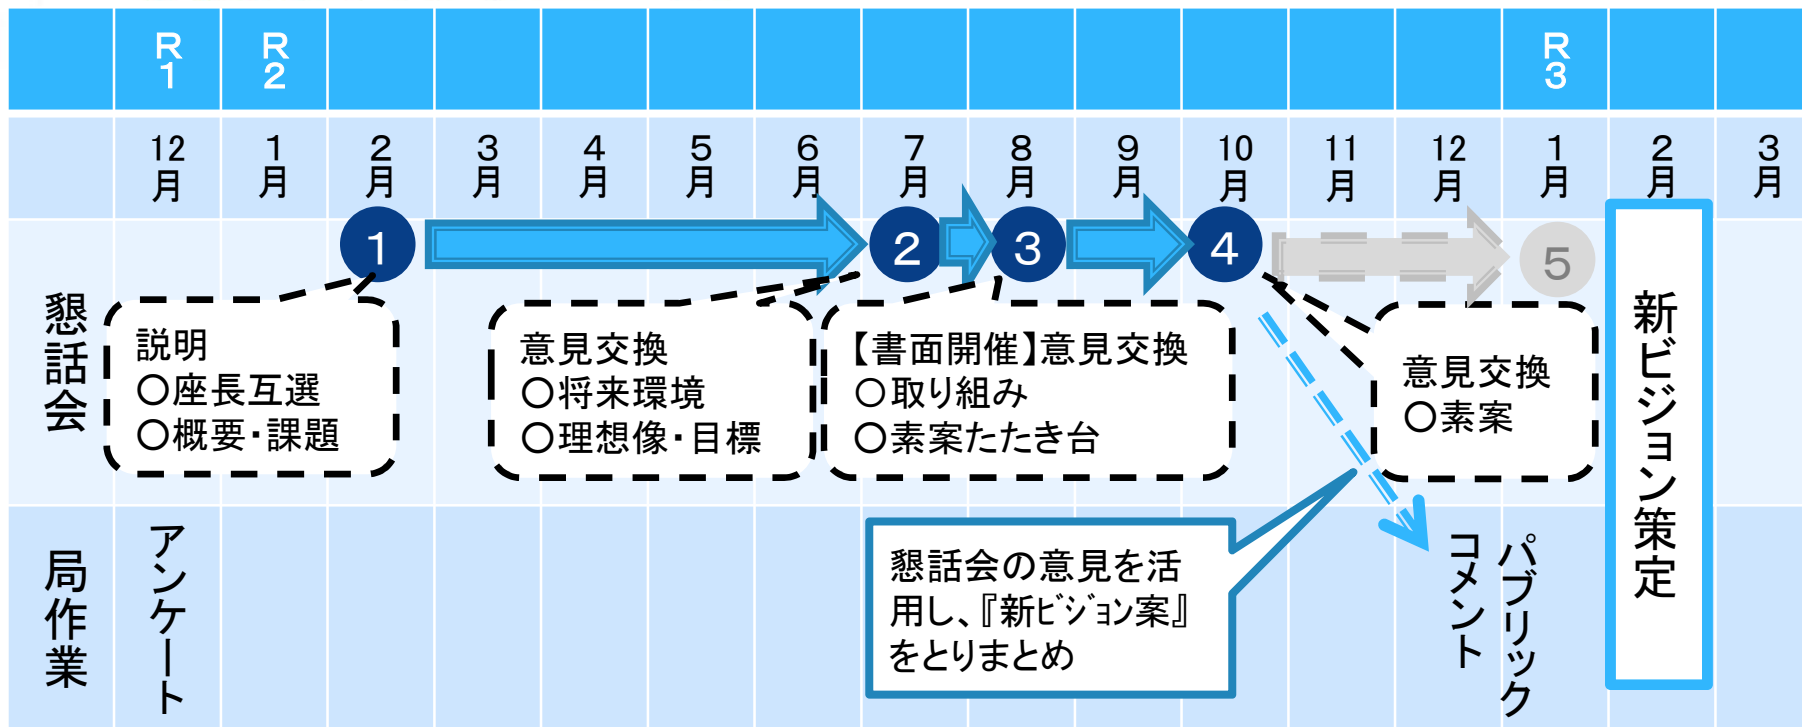 R1
R2
R3
12月
1月
2月
3月
4月
5月
6月
7月
8月
9月
10月
11月
12月
1月
2月
3月
懇話会
1
2
3
4
5
説明
○座長互選
○概要・課題
意見交換
○将来環境
○理想像・目標
【書面開催】意見交換
○取り組み
○素案たたき台
意見交換
○素案
新ビジョン策定
局作業
アンケート
懇話会の意見を活
用し、『新ﾋﾞｼﾞｮﾝ案』
をとりまとめ
パブリック
コメント